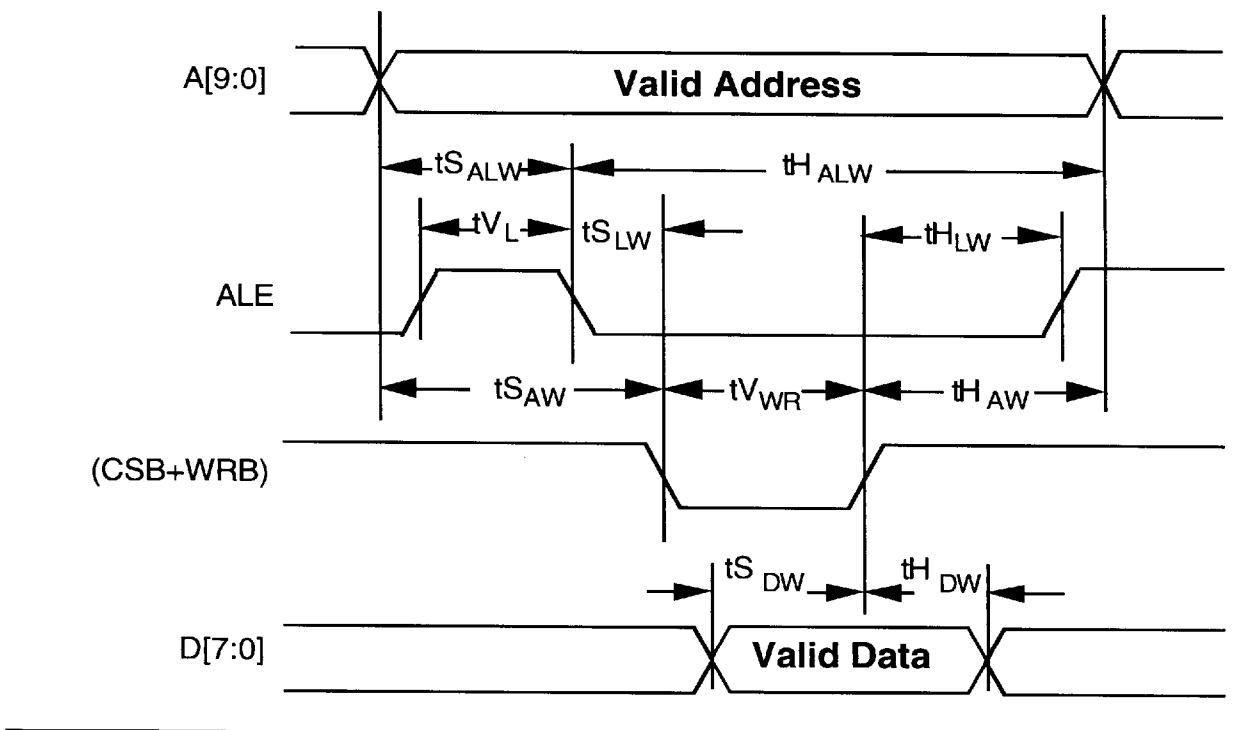 A[9:0]
Valid Address
tS ALW
tH ALW
tV L
tS LW
tH LW
ALE
tS AW
tV WR
tH AW
(CSB+WRB)
tS DW
tH DW
D[7:0]
Valid Data